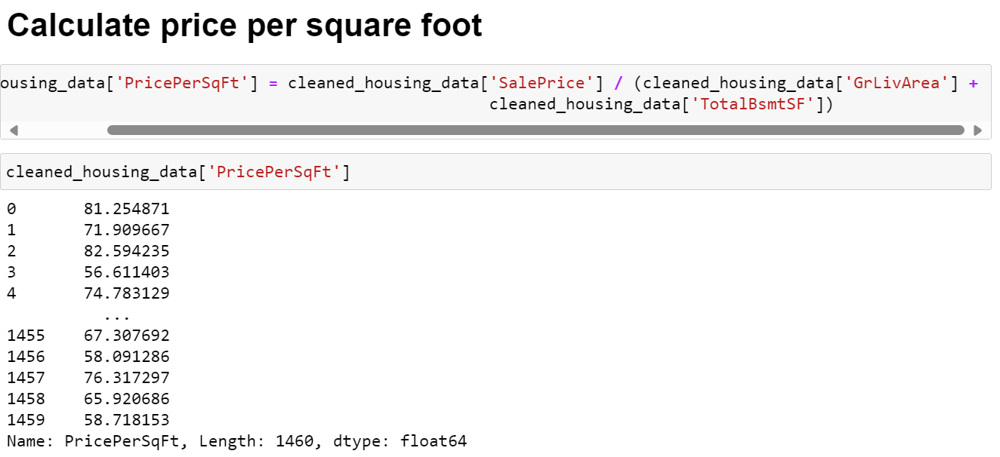 Calculate price per square foot
ousing_data['PricePerSqFt'] = cleaned_housing_data['SalePrice'] / (cleaned_housing_data['GrLivArea'] +
cleaned_housing_data['TotalBsmtSF'])
cleaned_housing_data['PricePerSqFt']
0 81.254871
1 71.909667
2 82.594235
3 56.611403
4 74.783129
...
1455 67.307692
1456 58.091286
1457 76.317297
1458 65.920686
1459 58.718153
Name: PricePerSqFt, Length: 1460, dtype: float64